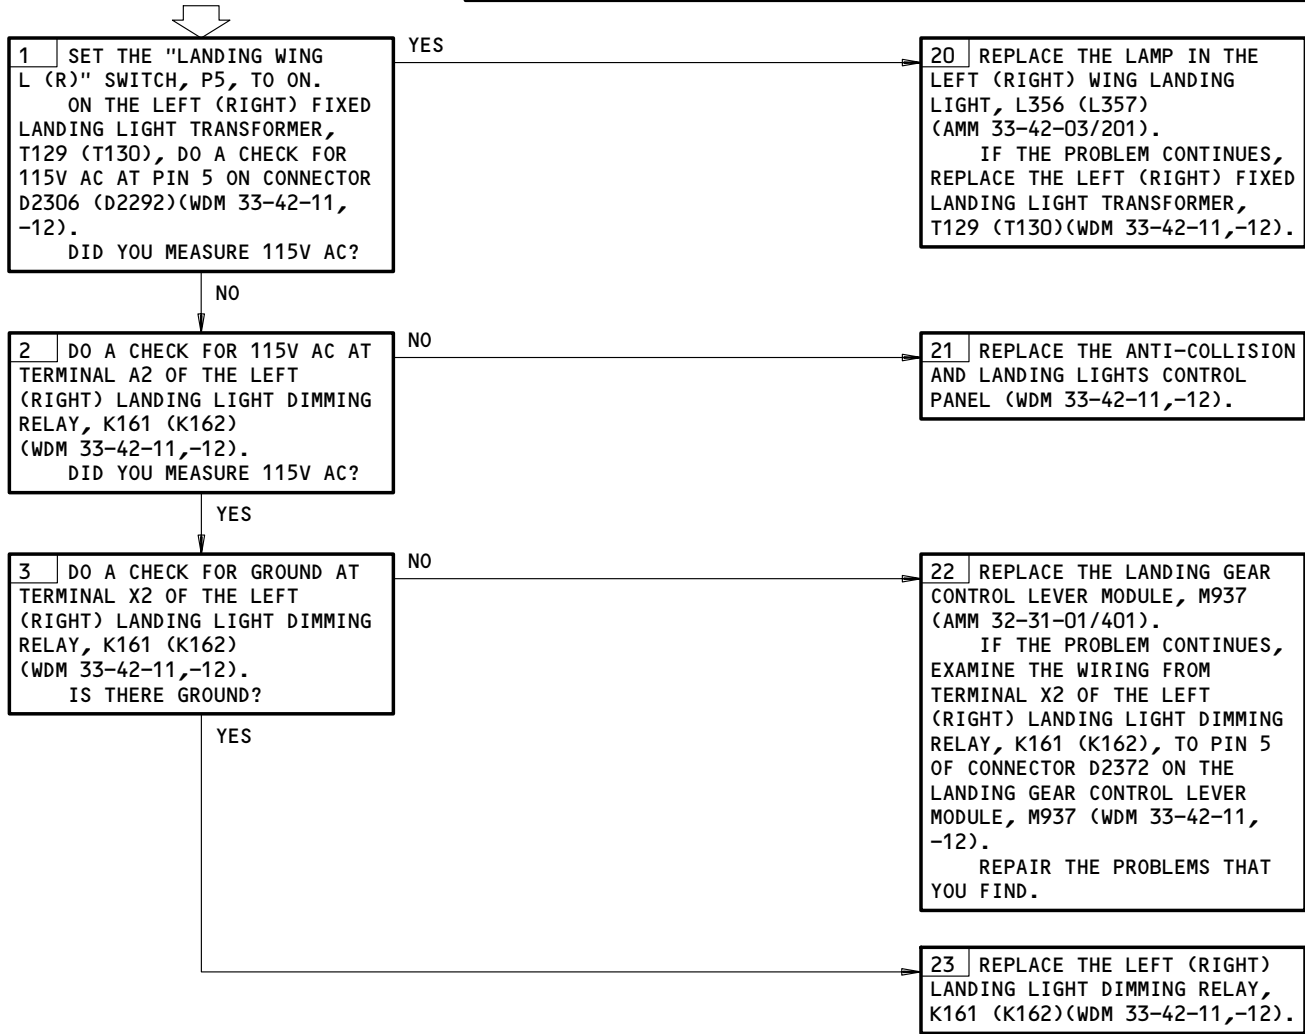 1 SET THE "LANDING WING
L (R)" SWITCH, P5, TO ON.
ON THE LEFT (RIGHT) FIXED
LANDING LIGHT TRANSFORMER,
T129 (T130), DO A CHECK FOR
115V AC AT PIN 5 ON CONNECTOR
D2306 (D2292)(WDM 33-42-11,
-12).
DID YOU MEASURE 115V AC?
YES
20 REPLACE THE LAMP IN THE
LEFT (RIGHT) WING LANDING
LIGHT, L356 (L357)
(AMM 33-42-03/201).
IF THE PROBLEM CONTINUES,
REPLACE THE LEFT (RIGHT) FIXED
LANDING LIGHT TRANSFORMER,
T129 (T130)(WDM 33-42-11,-12).
NO
2 DO A CHECK FOR 115V AC AT
TERMINAL A2 OF THE LEFT
(RIGHT) LANDING LIGHT DIMMING
RELAY, K161 (K162)
(WDM 33-42-11,-12).
DID YOU MEASURE 115V AC?
NO
21 REPLACE THE ANTI-COLLISION
AND LANDING LIGHTS CONTROL
PANEL (WDM 33-42-11,-12).
YES
3 DO A CHECK FOR GROUND AT
TERMINAL X2 OF THE LEFT
(RIGHT) LANDING LIGHT DIMMING
RELAY, K161 (K162)
(WDM 33-42-11,-12).
IS THERE GROUND?
NO
22 REPLACE THE LANDING GEAR
CONTROL LEVER MODULE, M937
(AMM 32-31-01/401).
IF THE PROBLEM CONTINUES,
EXAMINE THE WIRING FROM
TERMINAL X2 OF THE LEFT
(RIGHT) LANDING LIGHT DIMMING
RELAY, K161 (K162), TO PIN 5
OF CONNECTOR D2372 ON THE
LANDING GEAR CONTROL LEVER
MODULE, M937 (WDM 33-42-11,
-12).
REPAIR THE PROBLEMS THAT
YOU FIND.
YES
23 REPLACE THE LEFT (RIGHT)
LANDING LIGHT DIMMING RELAY,
K161 (K162)(WDM 33-42-11,-12).